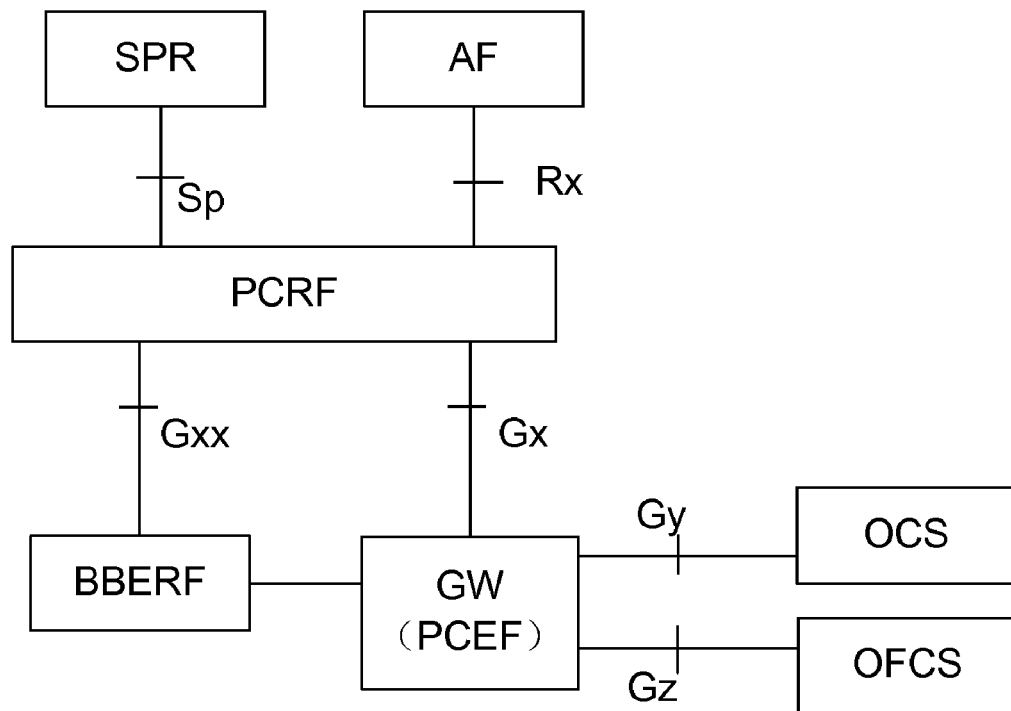 SPR
AF
Sp
Rx
PCRF
Gxx
Gx
Gy
OCS
BBERF
GW
（PCEF）
Gz
OFCS